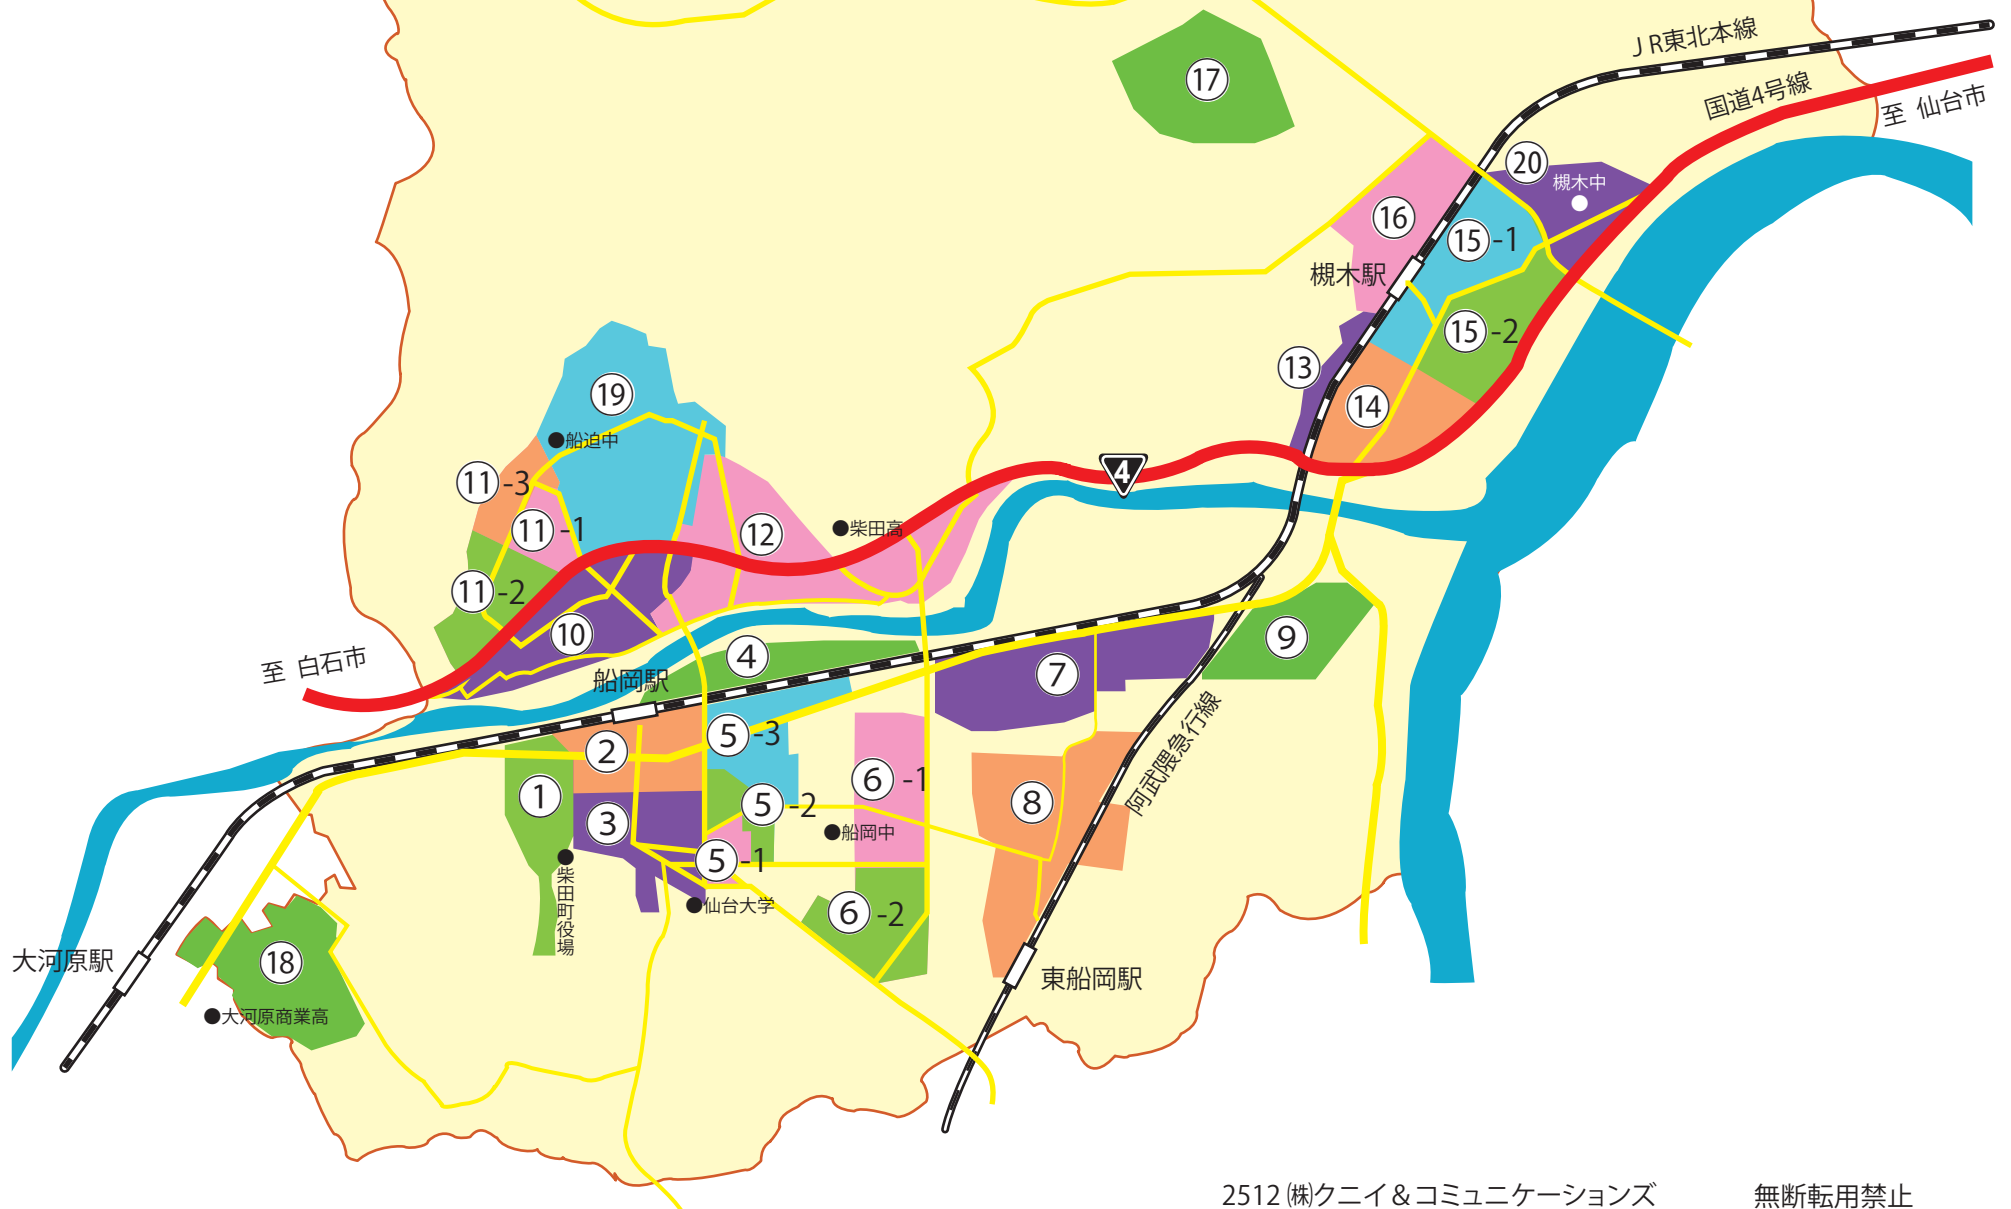 JR東北本線
国道4号線
至 仙台市
⑰
⑳
槻木中
⑯
⑮-1
槻木駅
⑮-2
⑬
⑭
⑲
船迫中
⑪-3
⑪-1
⑪-2
⑫
柴田高
4
⑩
至 白石市
船岡駅
④
⑦
⑨
②
⑤-3
⑥-1
阿武隈急行線
①
③
⑤-2
⑧
船岡中
⑤-1
柴田町役場
仙台大学
⑥-2
大河原駅
⑱
東船岡駅
大河原商業高
2512 ㈱クニイ&コミュニケーションズ 無断転用禁止